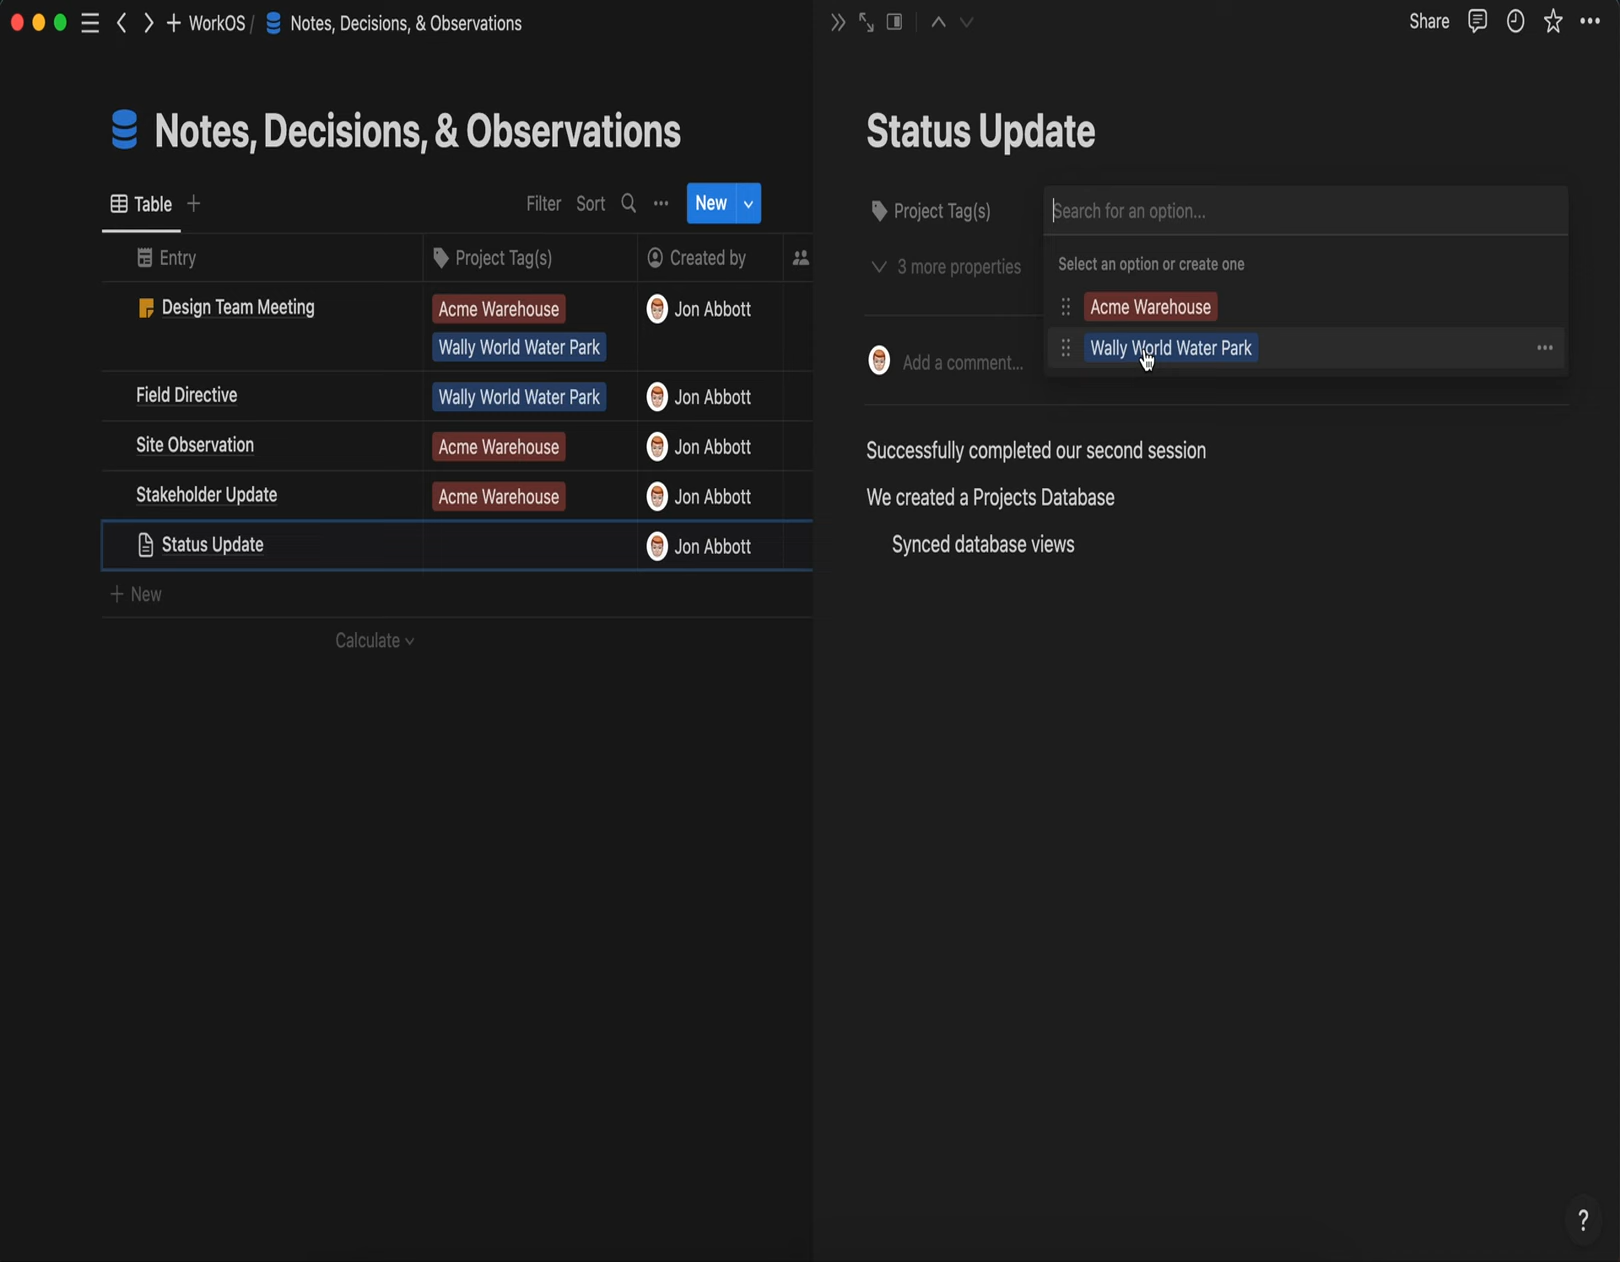 WorkOS / Notes, Decisions, & Observations
Share
Notes, Decisions, & Observations
Table
Filter Sort
New
Entry
Project Tag(s)
Created by
Design Team Meeting
Acme Warehouse
Wally World Water Park
Jon Abbott
Field Directive
Wally World Water Park
Jon Abbott
Site Observation
Acme Warehouse
Jon Abbott
Stakeholder Update
Acme Warehouse
Jon Abbott
Status Update
Jon Abbott
+ New
Calculate
Status Update
Project Tag(s)
Search for an option...
3 more properties
Select an option or create one
Acme Warehouse
Wally World Water Park
Add a comment...
Successfully completed our second session
We created a Projects Database
Synced database views
?